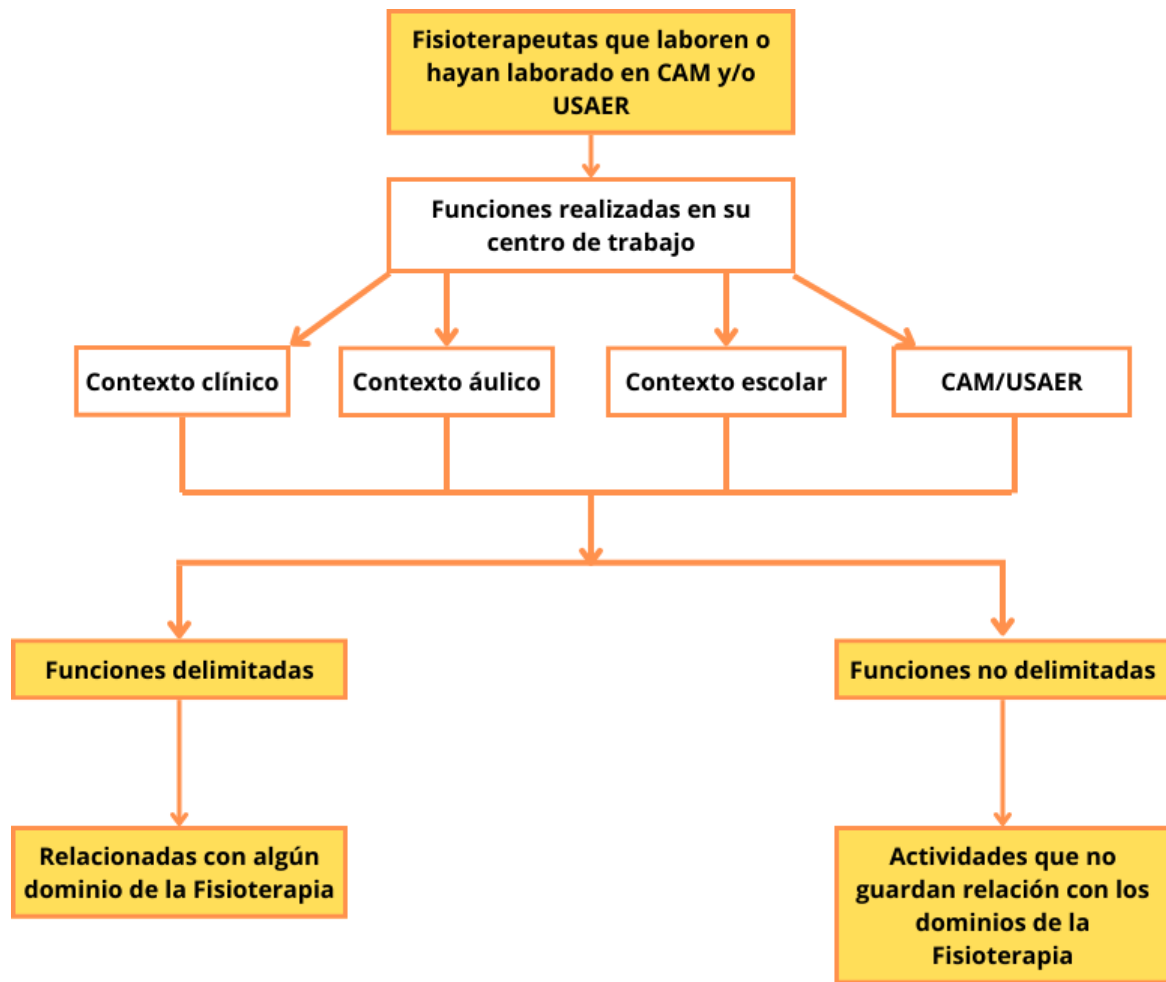 Fisioterapeutas que laboren o
hayan laborado en CAM y/o
USAER
Funciones realizadas en su
centro de trabajo
Contexto clínico
Contexto áulico
Contexto escolar
CAM/USAER
Funciones delimitadas
Funciones no delimitadas
Relacionadas con algún
dominio de la Fisioterapia
Actividades que no
guardan relación con los
dominios de la
Fisioterapia